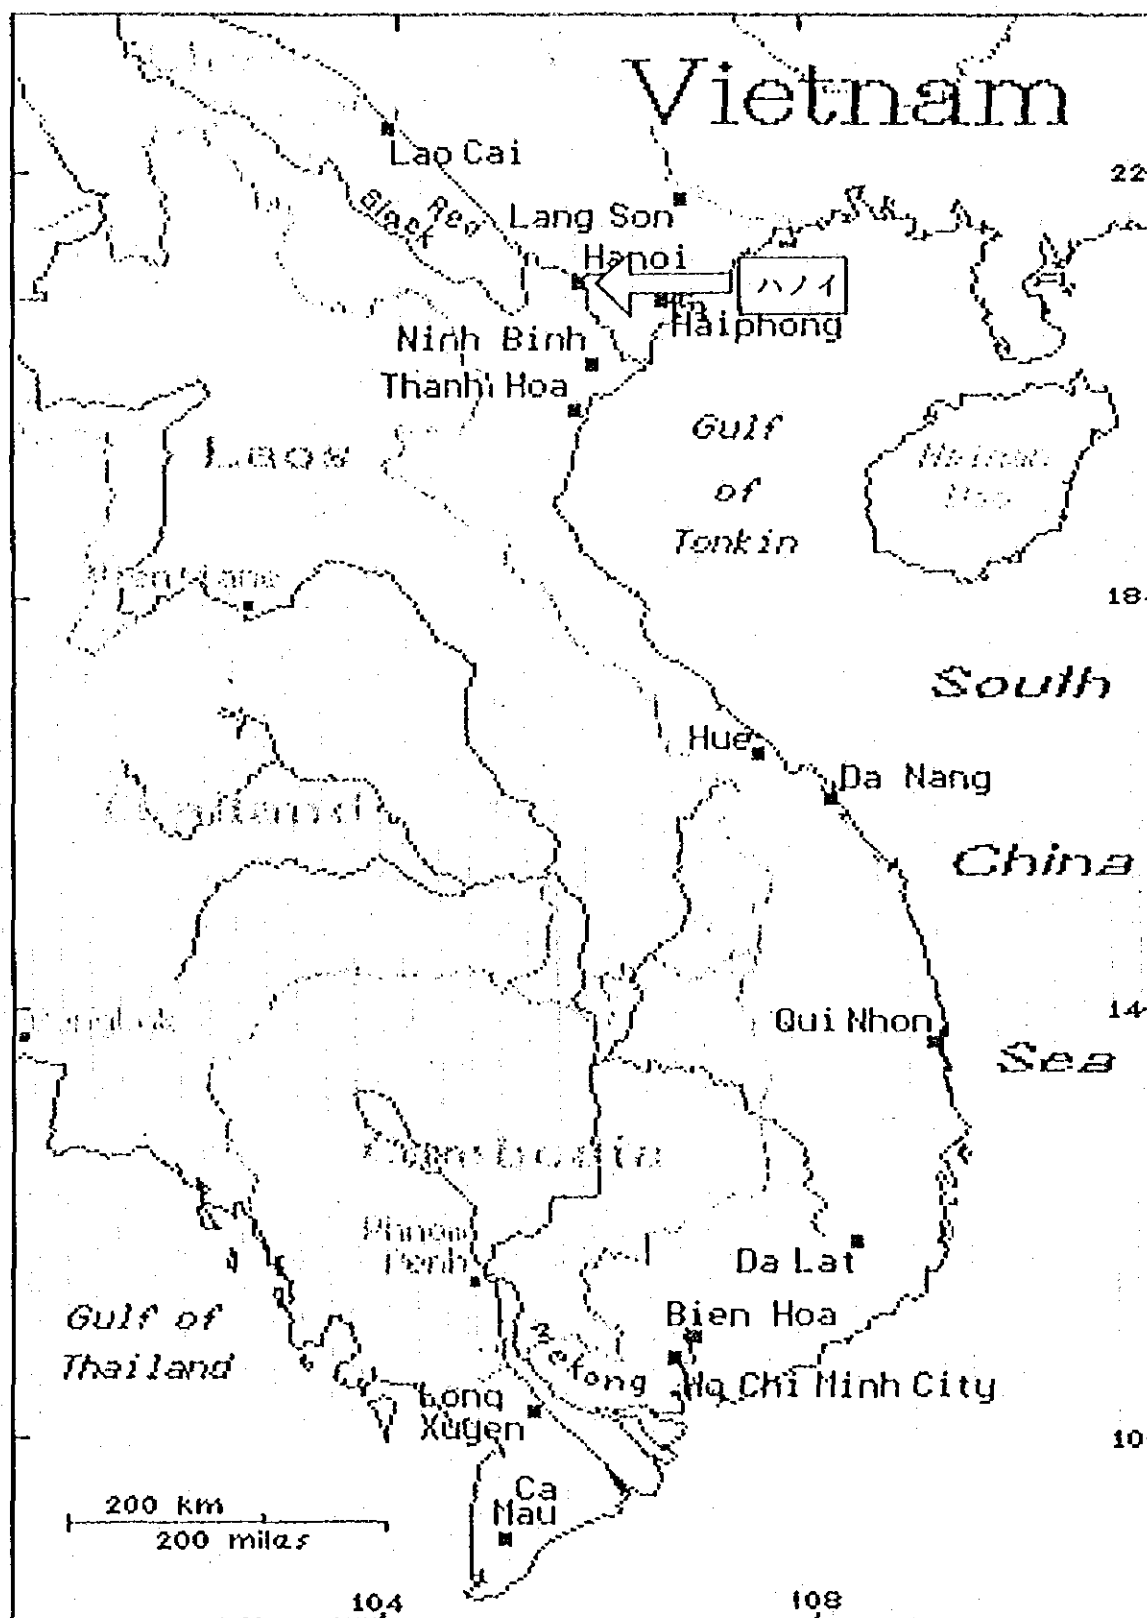 Vietnam
Lao Cai
22
Red
Black
Lang Son
Hanoi
ハノイ
Haiphong
Ninh Binh
Thanh Hoa
Gulf
of
Tonkin
Laos
18
South
Hue
Da Nang
China
14
Qui Nhon
Sea
Cambodia
Phnom
Penh
Da Lat
Bien Hoa
Gulf of
Thailand
Mekong
Ho Chi Minh City
Long
Xuyen
10
Ca
Mau
200 km
200 miles
104
108